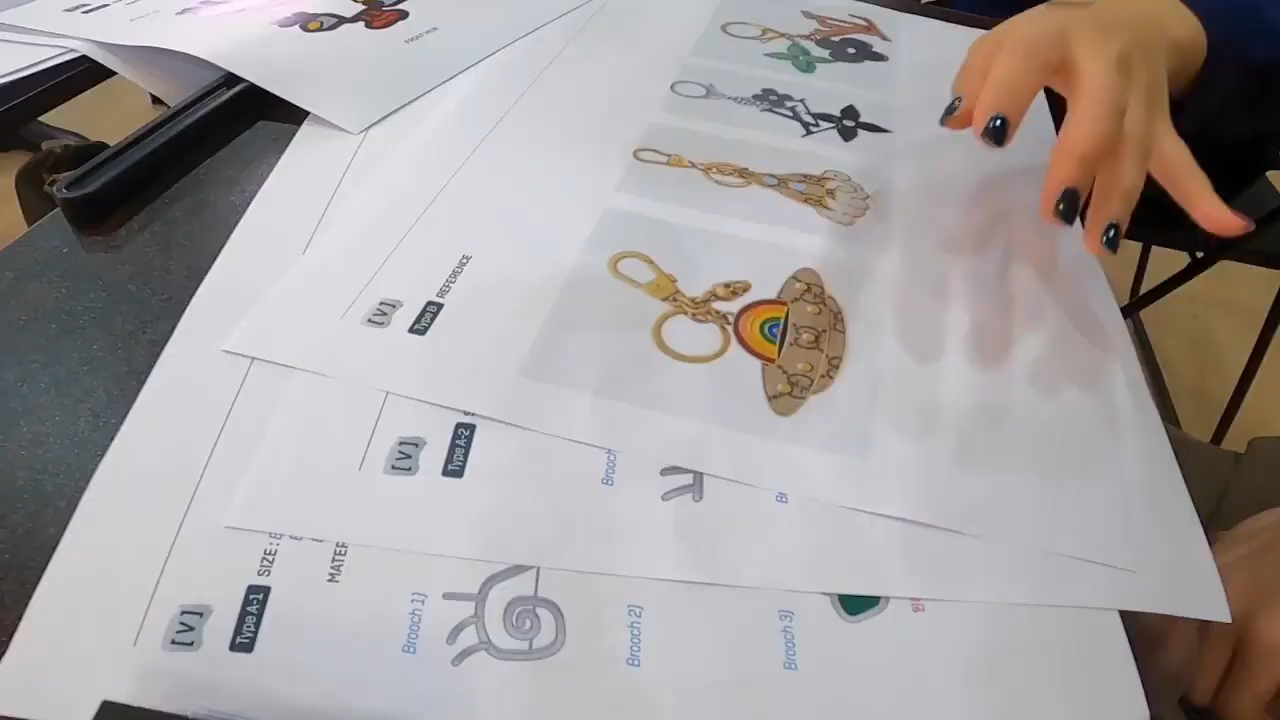 FRONT VIEW
[V]
Type B REFERENCE
[V]
Type A-2
Brooch
Br
[V]
Type A-1 SIZE:
MATER
Brooch 1)
Brooch 2)
Brooch 3)